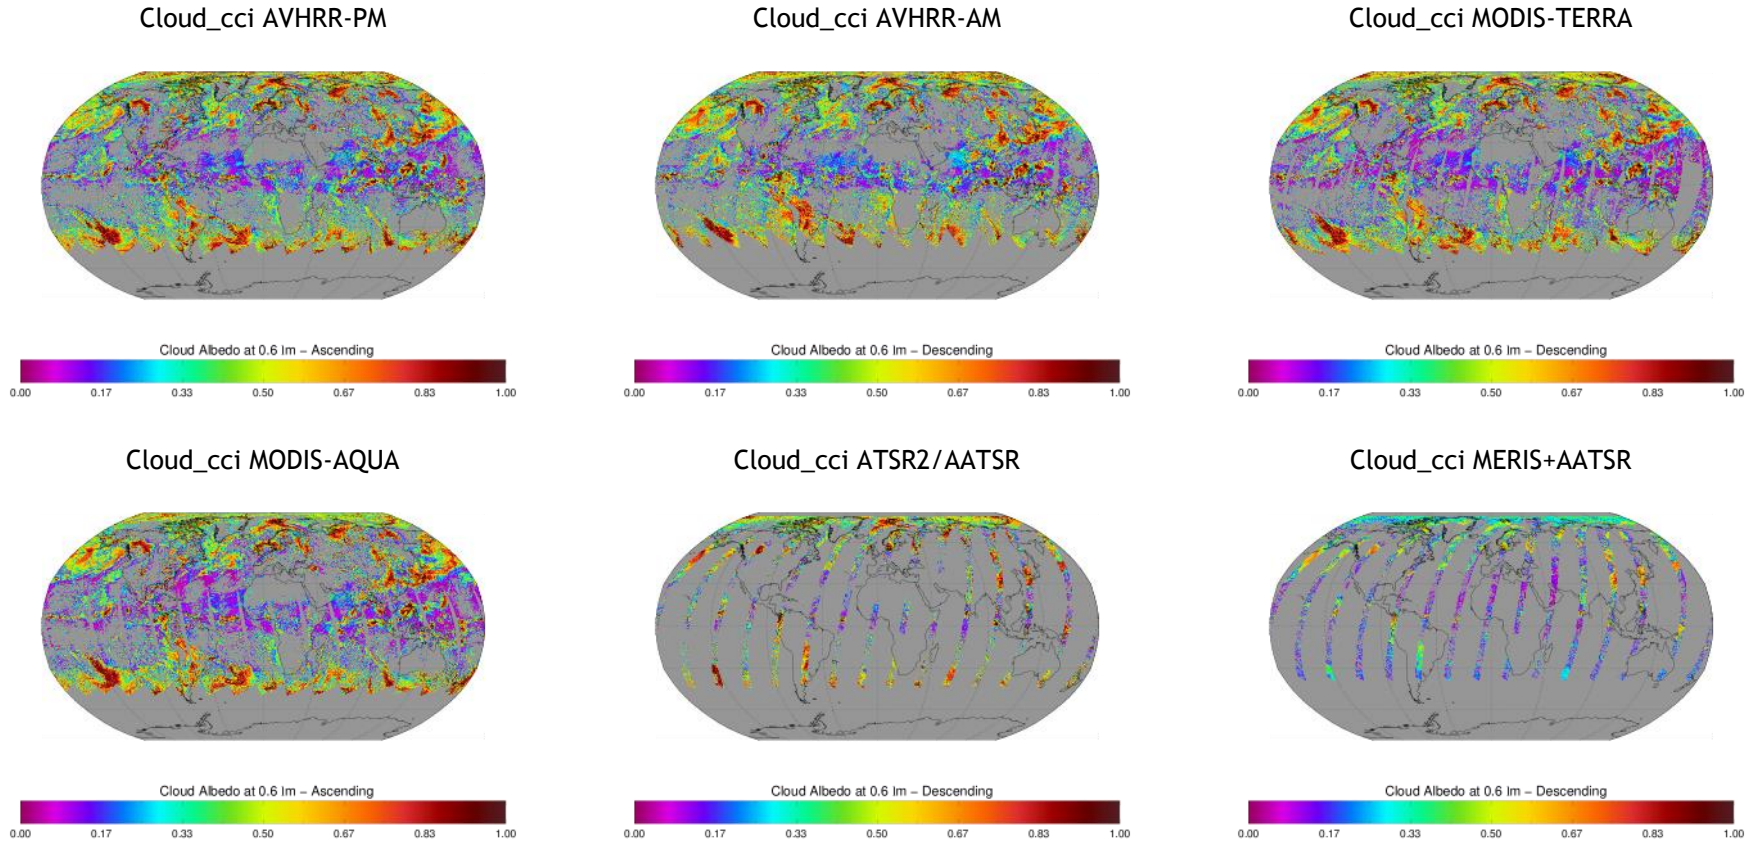 Cloud_cci AVHRR-PM
Cloud_cci AVHRR-AM
Cloud_cci MODIS-TERRA
Cloud Albedo at 0.6 lm – Ascending
0.00 0.17 0.33 0.50 0.67 0.83 1.00
Cloud Albedo at 0.6 lm – Descending
0.00 0.17 0.33 0.50 0.67 0.83 1.00
Cloud Albedo at 0.6 lm – Descending
0.00 0.17 0.33 0.50 0.67 0.83 1.00
Cloud_cci MODIS-AQUA
Cloud_cci ATSR2/AATSR
Cloud_cci MERIS+AATSR
Cloud Albedo at 0.6 lm – Ascending
0.00 0.17 0.33 0.50 0.67 0.83 1.00
Cloud Albedo at 0.6 lm – Descending
0.00 0.17 0.33 0.50 0.67 0.83 1.00
Cloud Albedo at 0.6 lm – Descending
0.00 0.17 0.33 0.50 0.67 0.83 1.00